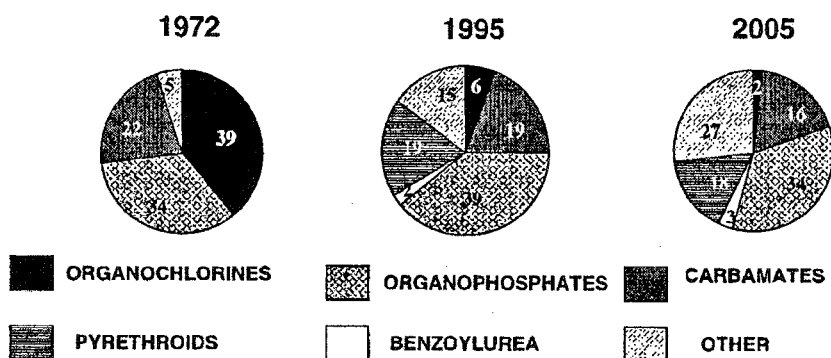 1972 1995 2005
5 39 22 34
6 15 19 19 39
2 16 27 18 34 3
ORGANOCHLORINES ORGANOPHOSPHATES CARBAMATES
PYRETHROIDS BENZOYLUREA OTHER